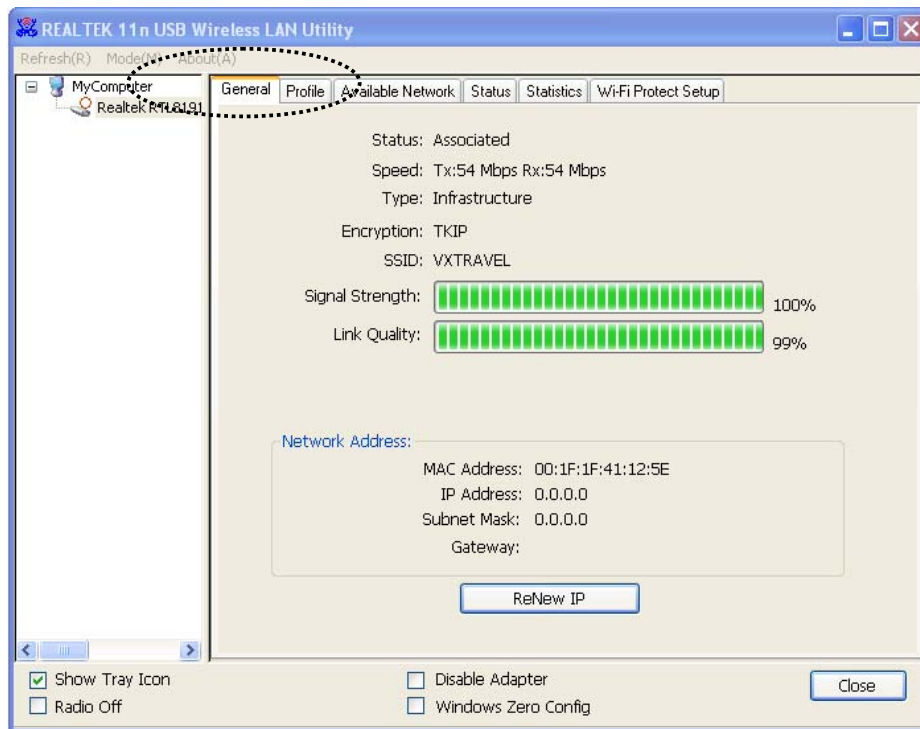 REALTEK 11n USB Wireless LAN Utility
Refresh(R) Mode(M) About(A)
MyComputer
Realtek RTL8191
General Profile Available Network Status Statistics Wi-Fi Protect Setup
Status: Associated
Speed: Tx:54 Mbps Rx:54 Mbps
Type: Infrastructure
Encryption: TKIP
SSID: VXTRAVEL
Signal Strength: 100%
Link Quality: 99%
Network Address:
MAC Address: 00:1F:1F:41:12:5E
IP Address: 0.0.0.0
Subnet Mask: 0.0.0.0
Gateway:
ReNew IP
Show Tray Icon
Disable Adapter
Radio Off
Windows Zero Config
Close